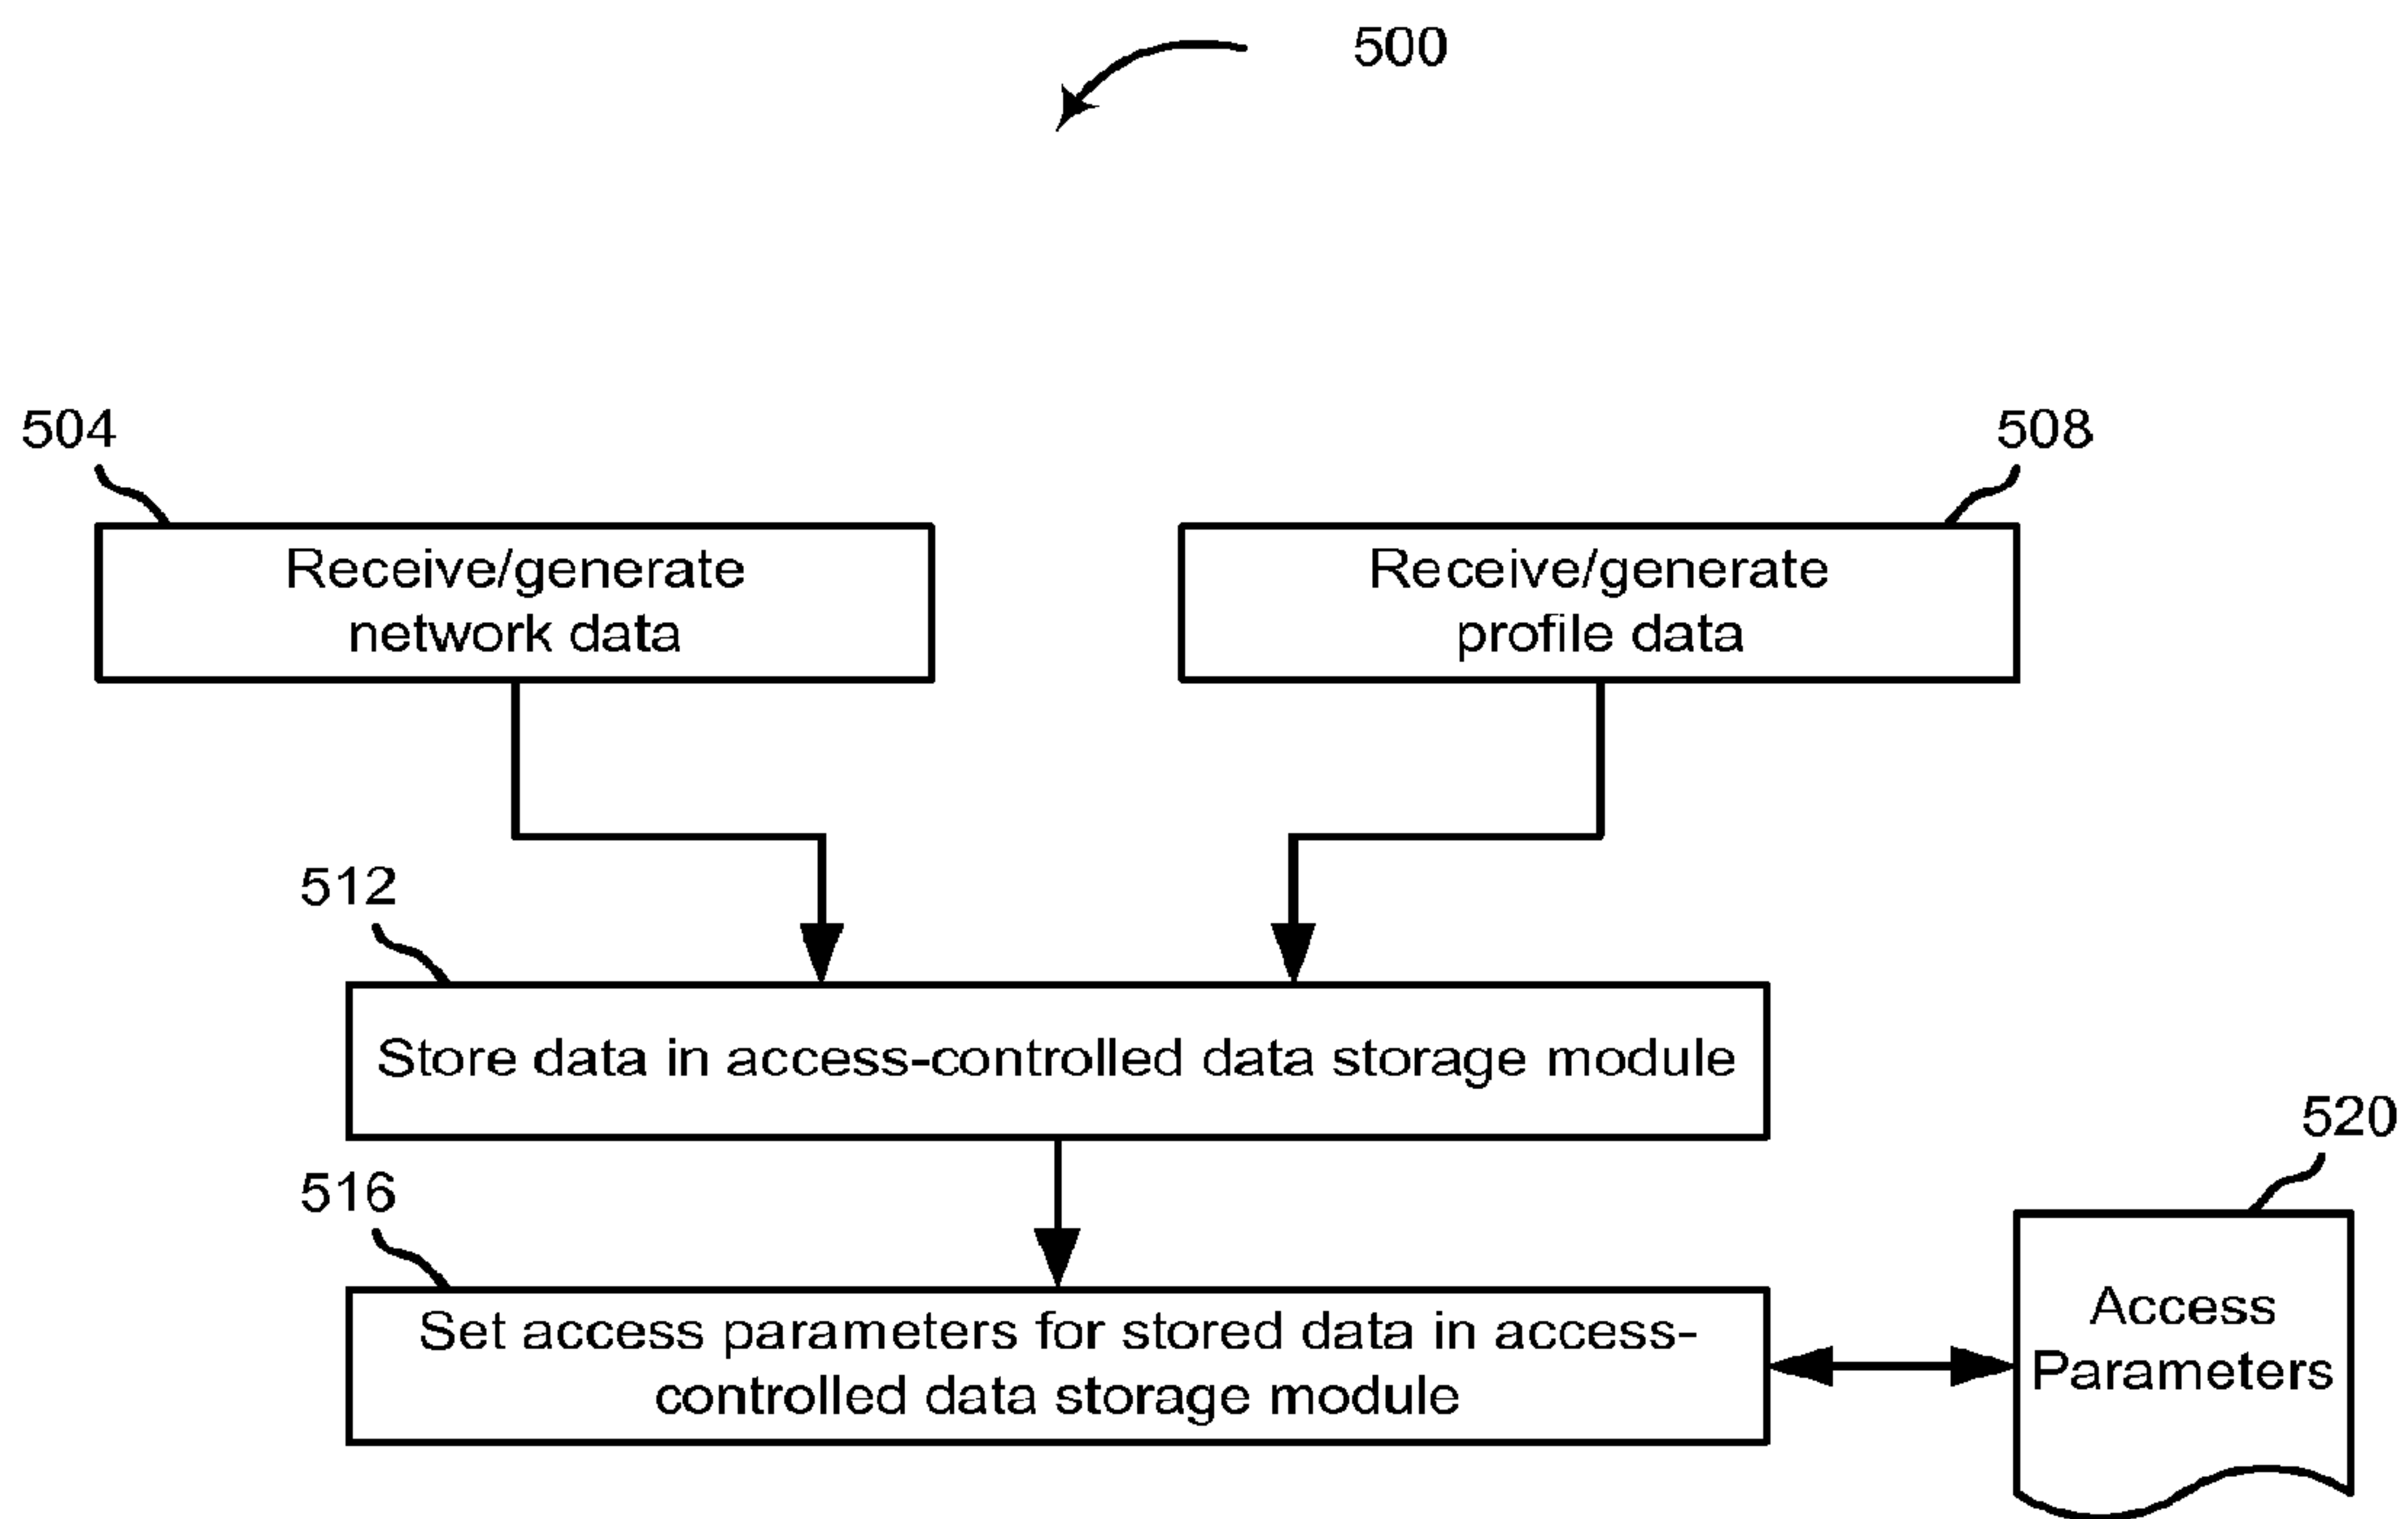 500
504
508
Receive/generate
network data
Receive/generate
profile data
512
Store data in access-controlled data storage module
520
516
Set access parameters for stored data in access-
controlled data storage module
Access
Parameters